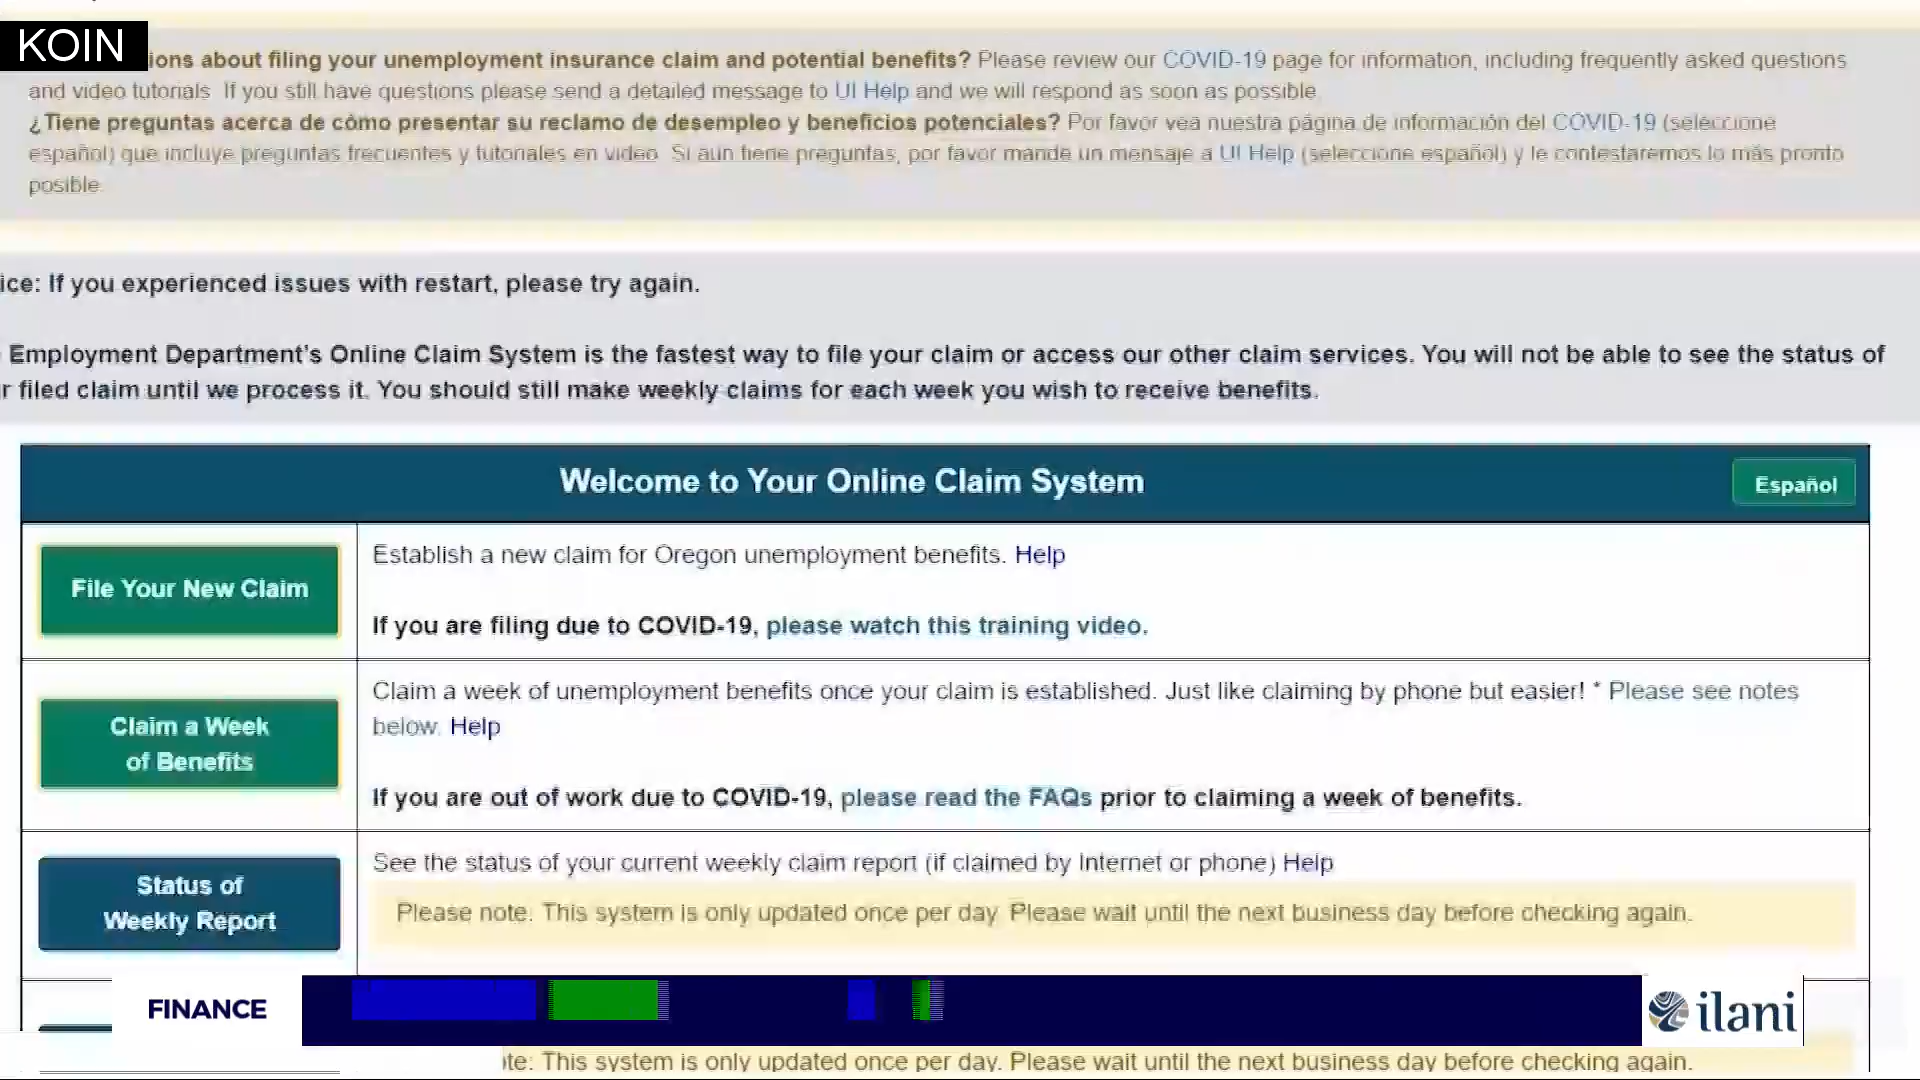 KOIN
ions about filing your unemployment insurance claim and potential benefits? Please review our COVID-19 page for information, including frequently asked questions
and video tutorials. If you still have questions please send a detailed message to UI Help and we will respond as soon as possible.
¿Tiene preguntas acerca de cómo presentar su reclamo de desempleo y beneficios potenciales? Por favor vea nuestra página de información del COVID-19 (seleccione
español) que incluye preguntas frecuentes y tutoriales en video. Si aún tiene preguntas, por favor mande un mensaje a UI Help (seleccione español) y le contestaremos lo más pronto
posible.
ice: If you experienced issues with restart, please try again.
Employment Department's Online Claim System is the fastest way to file your claim or access our other claim services. You will not be able to see the status of
r filed claim until we process it. You should still make weekly claims for each week you wish to receive benefits.
Welcome to Your Online Claim System
Español
File Your New Claim
Establish a new claim for Oregon unemployment benefits. Help
If you are filing due to COVID-19, please watch this training video.
Claim a Week
of Benefits
Claim a week of unemployment benefits once your claim is established. Just like claiming by phone but easier! * Please see notes
below. Help
If you are out of work due to COVID-19, please read the FAQs prior to claiming a week of benefits.
Status of
Weekly Report
See the status of your current weekly claim report (if claimed by Internet or phone) Help
Please note: This system is only updated once per day. Please wait until the next business day before checking again.
FINANCE
ilani
te: This system is only updated once per day. Please wait until the next business day before checking again.